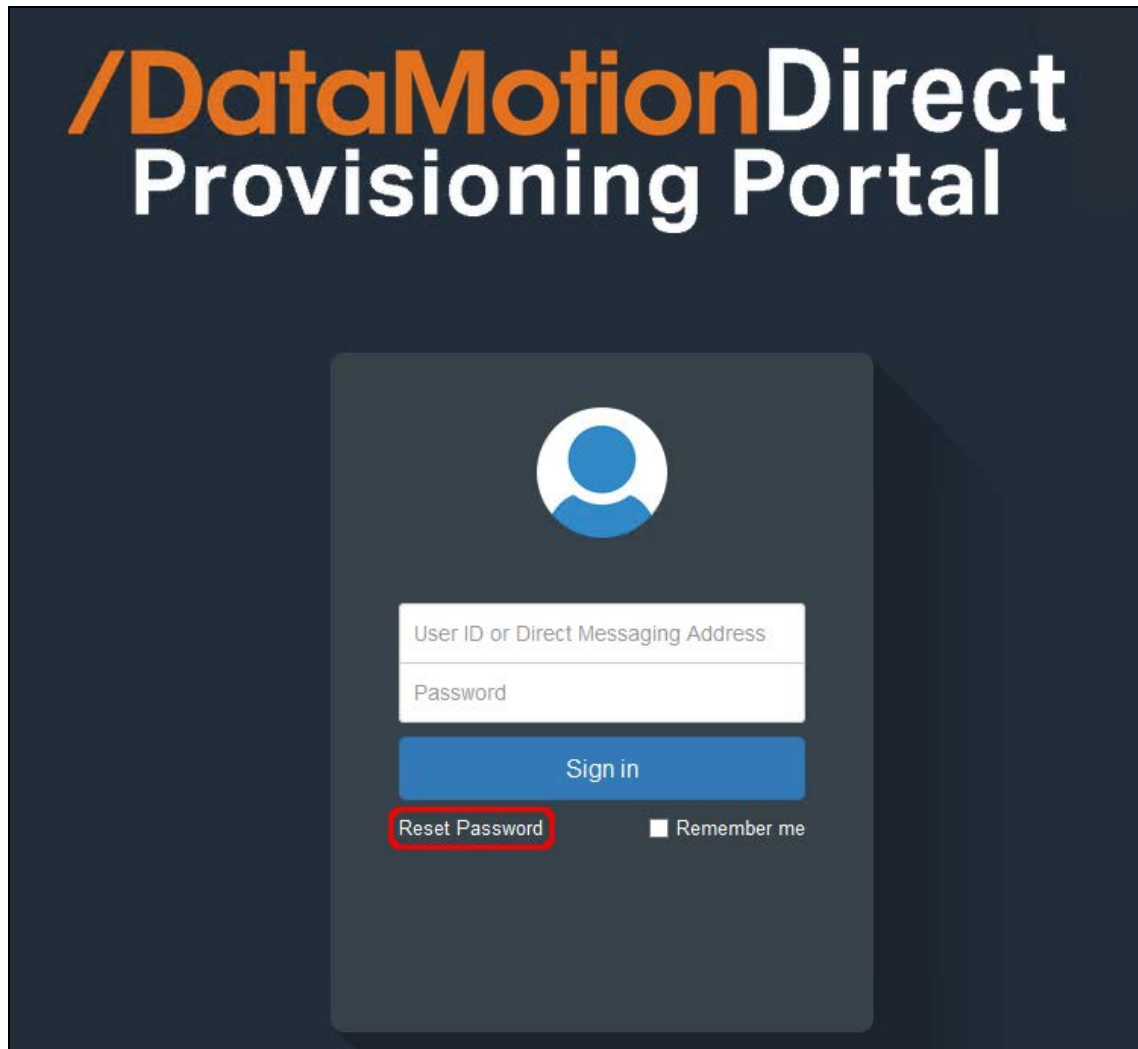 /DataMotionDirect
Provisioning Portal
User ID or Direct Messaging Address
Password
Sign in
Reset Password
Remember me